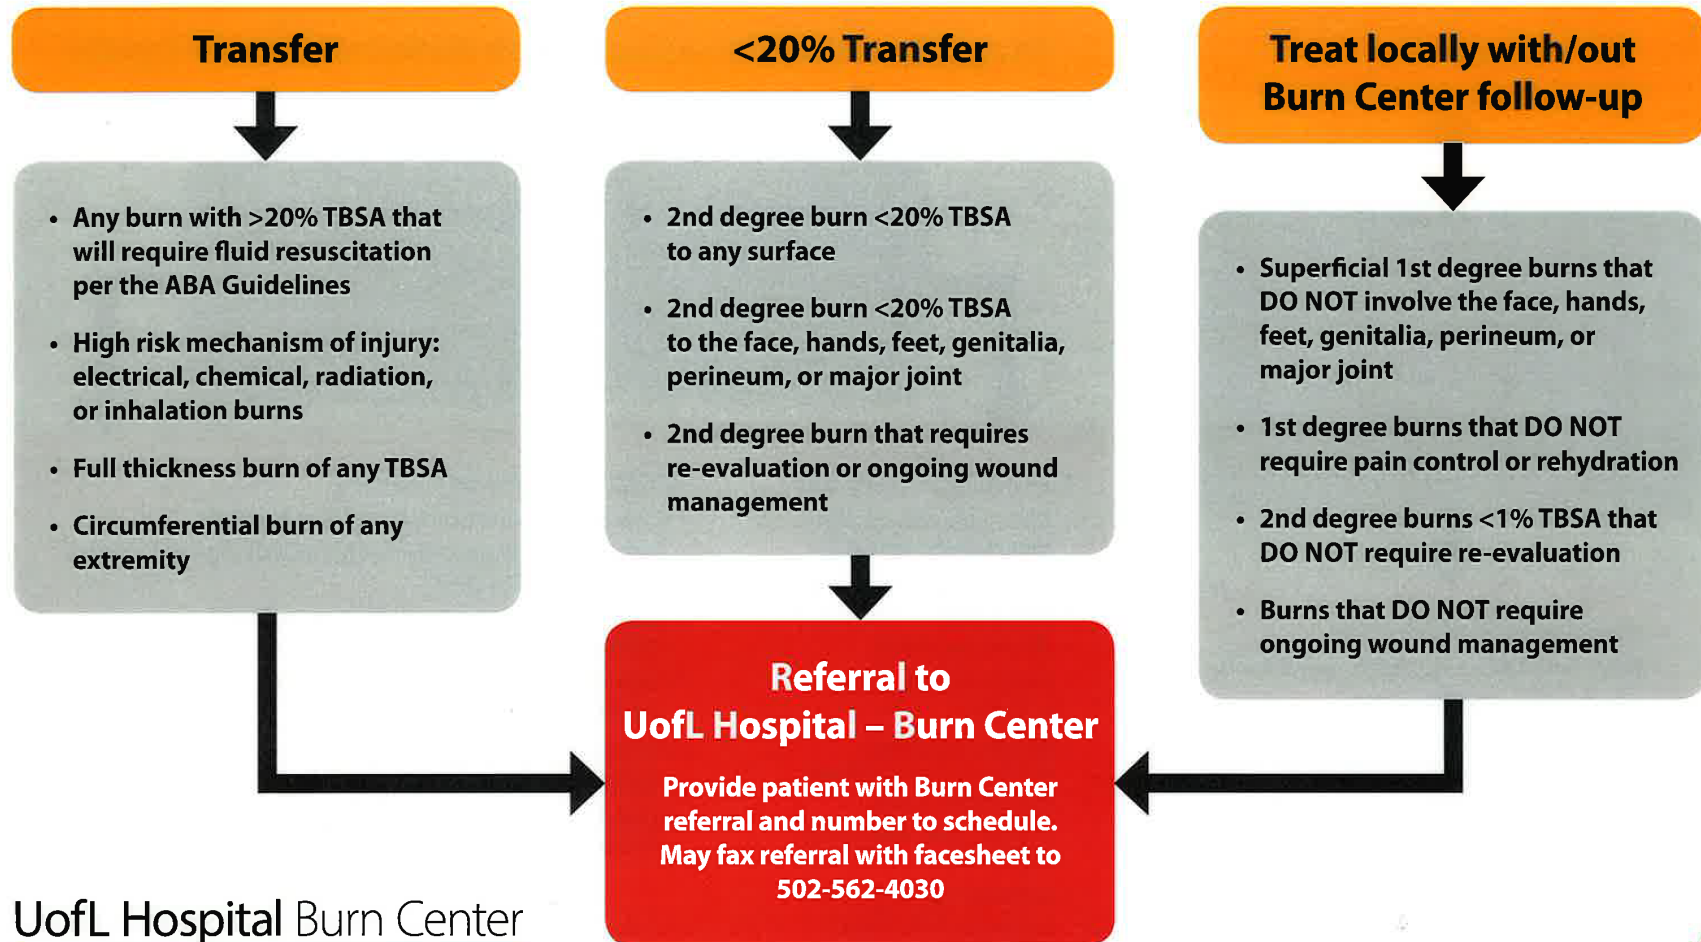 Transfer
• Any burn with >20% TBSA that
will require fluid resuscitation
per the ABA Guidelines
• High risk mechanism of injury:
electrical, chemical, radiation,
or inhalation burns
• Full thickness burn of any TBSA
• Circumferential burn of any
extremity
<20% Transfer
• 2nd degree burn <20% TBSA
to any surface
• 2nd degree burn <20% TBSA
to the face, hands, feet, genitalia,
perineum, or major joint
• 2nd degree burn that requires
re-evaluation or ongoing wound
management
Treat locally with/out
Burn Center follow-up
• Superficial 1st degree burns that
DO NOT involve the face, hands,
feet, genitalia, perineum, or
major joint
• 1st degree burns that DO NOT
require pain control or rehydration
• 2nd degree burns <1% TBSA that
DO NOT require re-evaluation
• Burns that DO NOT require
ongoing wound management
Referral to
UofL Hospital – Burn Center
Provide patient with Burn Center
referral and number to schedule.
May fax referral with facesheet to
502-562-4030
UofL Hospital Burn Center